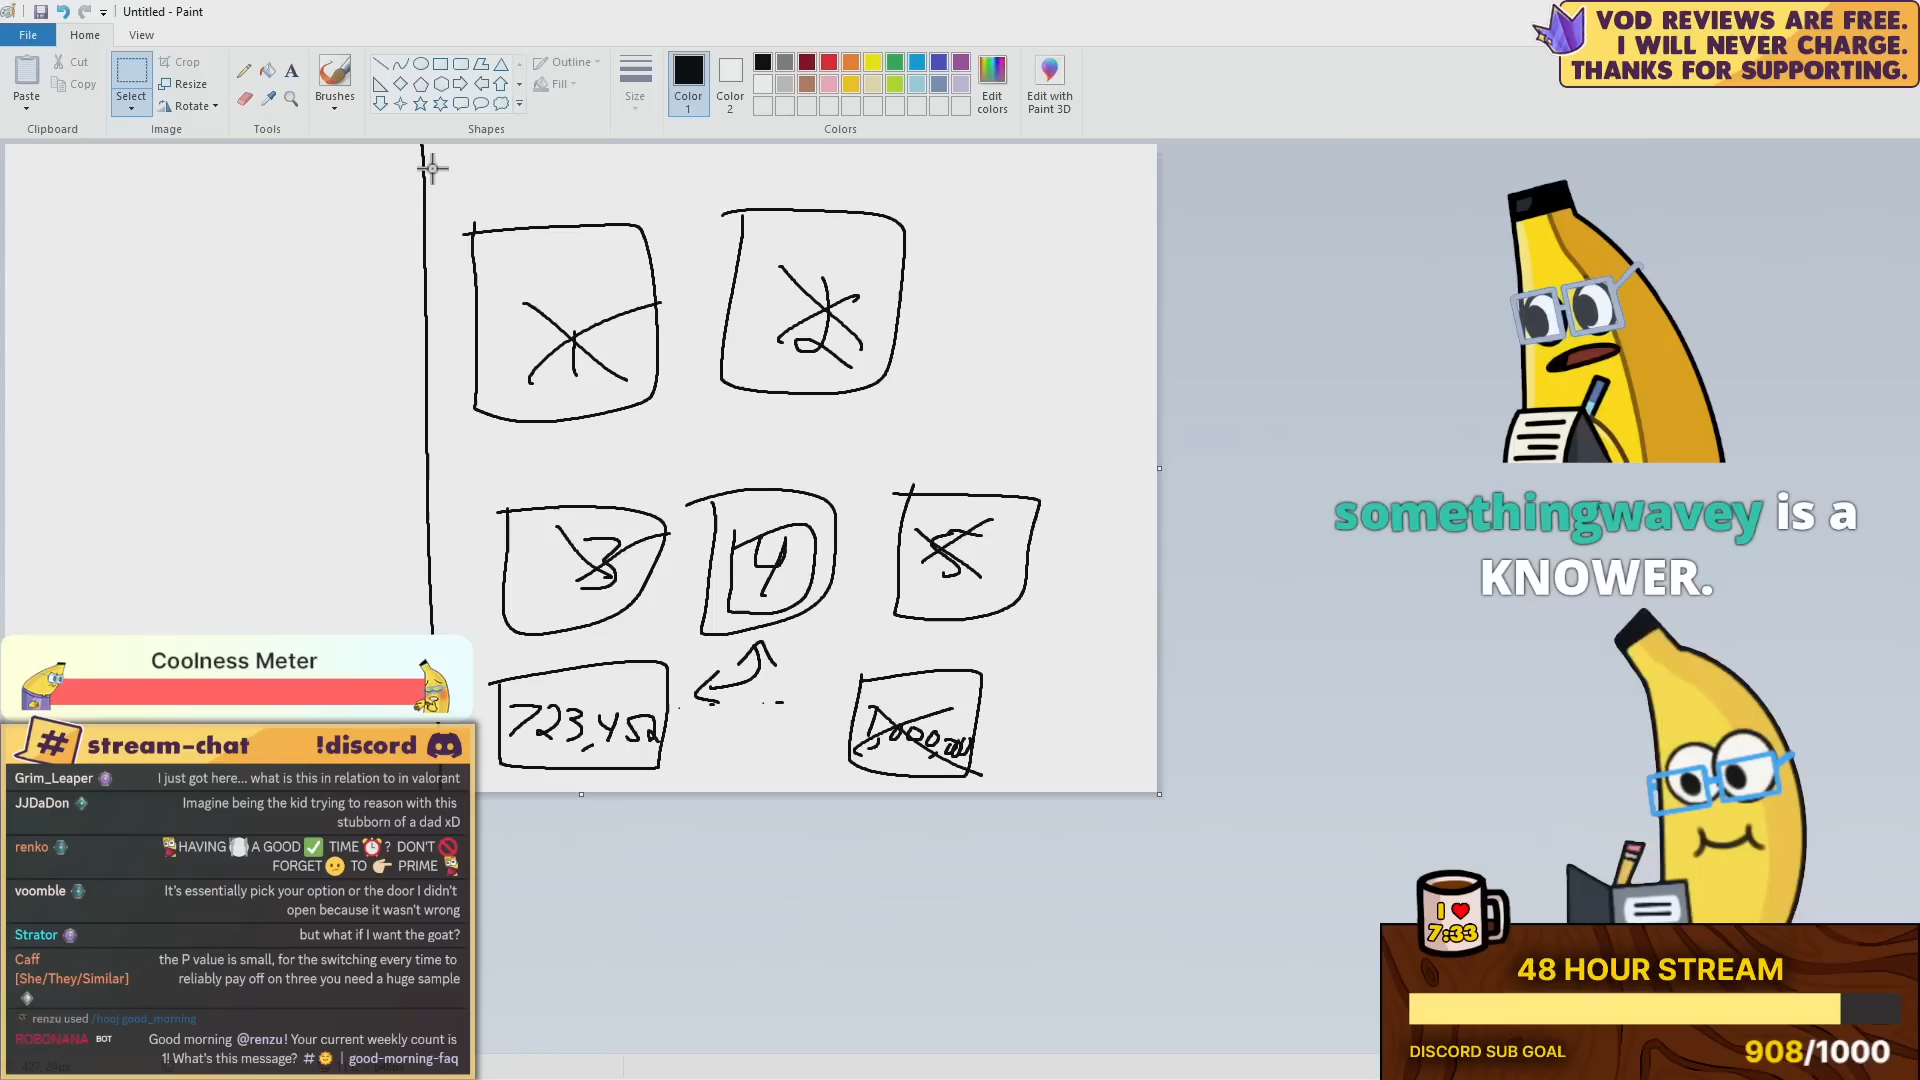 Untitled - Paint
File Home View
Paste
Cut
Copy
Clipboard
Select
Crop
Resize
Rotate
Image
Tools
Brushes
Shapes
Outline
Fill
Size
Color 1
Color 2
Edit colors
Edit with Paint 3D
Colors
VOD REVIEWS ARE FREE.
I WILL NEVER CHARGE.
THANKS FOR SUPPORTING.
1
2
3
4
5
723,452
1,000,000
somethingwavey is a
KNOWER.
Coolness Meter
# stream-chat !discord
Grim_Leaper I just got here... what is this in relation to in valorant
JJDaDon Imagine being the kid trying to reason with this
stubborn of a dad xD
renko HAVING A GOOD ✅ TIME ⏰? DON'T 🚫
FORGET 😕 TO 👉🏻 PRIME
voomble It's essentially pick your option or the door I didn't
open because it wasn't wrong
Strator but what if I want the goat?
Caff the P value is small, for the switching every time to
[She/They/Similar] reliably pay off on three you need a huge sample
renzu used /hooj good_morning
ROBONANA BOT Good morning @renzu! Your current weekly count is
1! What's this message? # 🌞 | good-morning-faq
I ❤ 7:33
48 HOUR STREAM
DISCORD SUB GOAL 908/1000